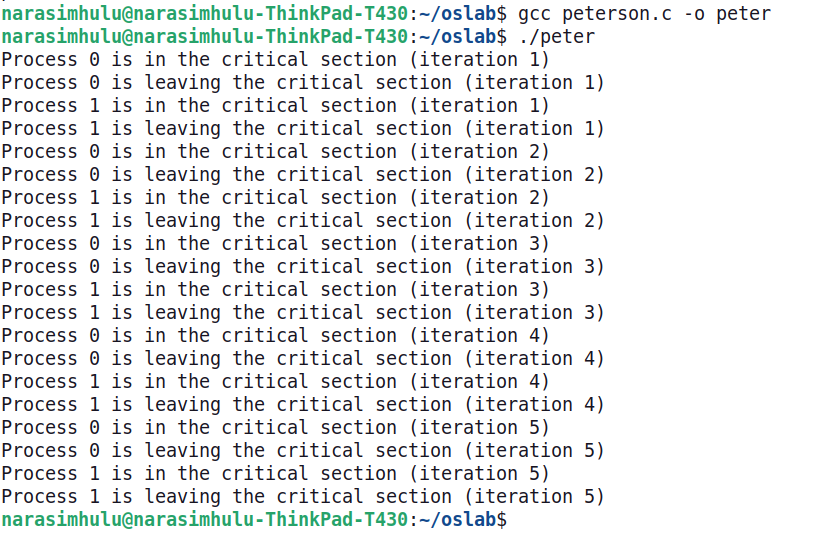 narasimhulu@narasimhulu-ThinkPad-T430:~/oslab$ gcc peterson.c -o peter
narasimhulu@narasimhulu-ThinkPad-T430:~/oslab$ ./peter
Process 0 is in the critical section (iteration 1)
Process 0 is leaving the critical section (iteration 1)
Process 1 is in the critical section (iteration 1)
Process 1 is leaving the critical section (iteration 1)
Process 0 is in the critical section (iteration 2)
Process 0 is leaving the critical section (iteration 2)
Process 1 is in the critical section (iteration 2)
Process 1 is leaving the critical section (iteration 2)
Process 0 is in the critical section (iteration 3)
Process 0 is leaving the critical section (iteration 3)
Process 1 is in the critical section (iteration 3)
Process 1 is leaving the critical section (iteration 3)
Process 0 is in the critical section (iteration 4)
Process 0 is leaving the critical section (iteration 4)
Process 1 is in the critical section (iteration 4)
Process 1 is leaving the critical section (iteration 4)
Process 0 is in the critical section (iteration 5)
Process 0 is leaving the critical section (iteration 5)
Process 1 is in the critical section (iteration 5)
Process 1 is leaving the critical section (iteration 5)
narasimhulu@narasimhulu-ThinkPad-T430:~/oslab$